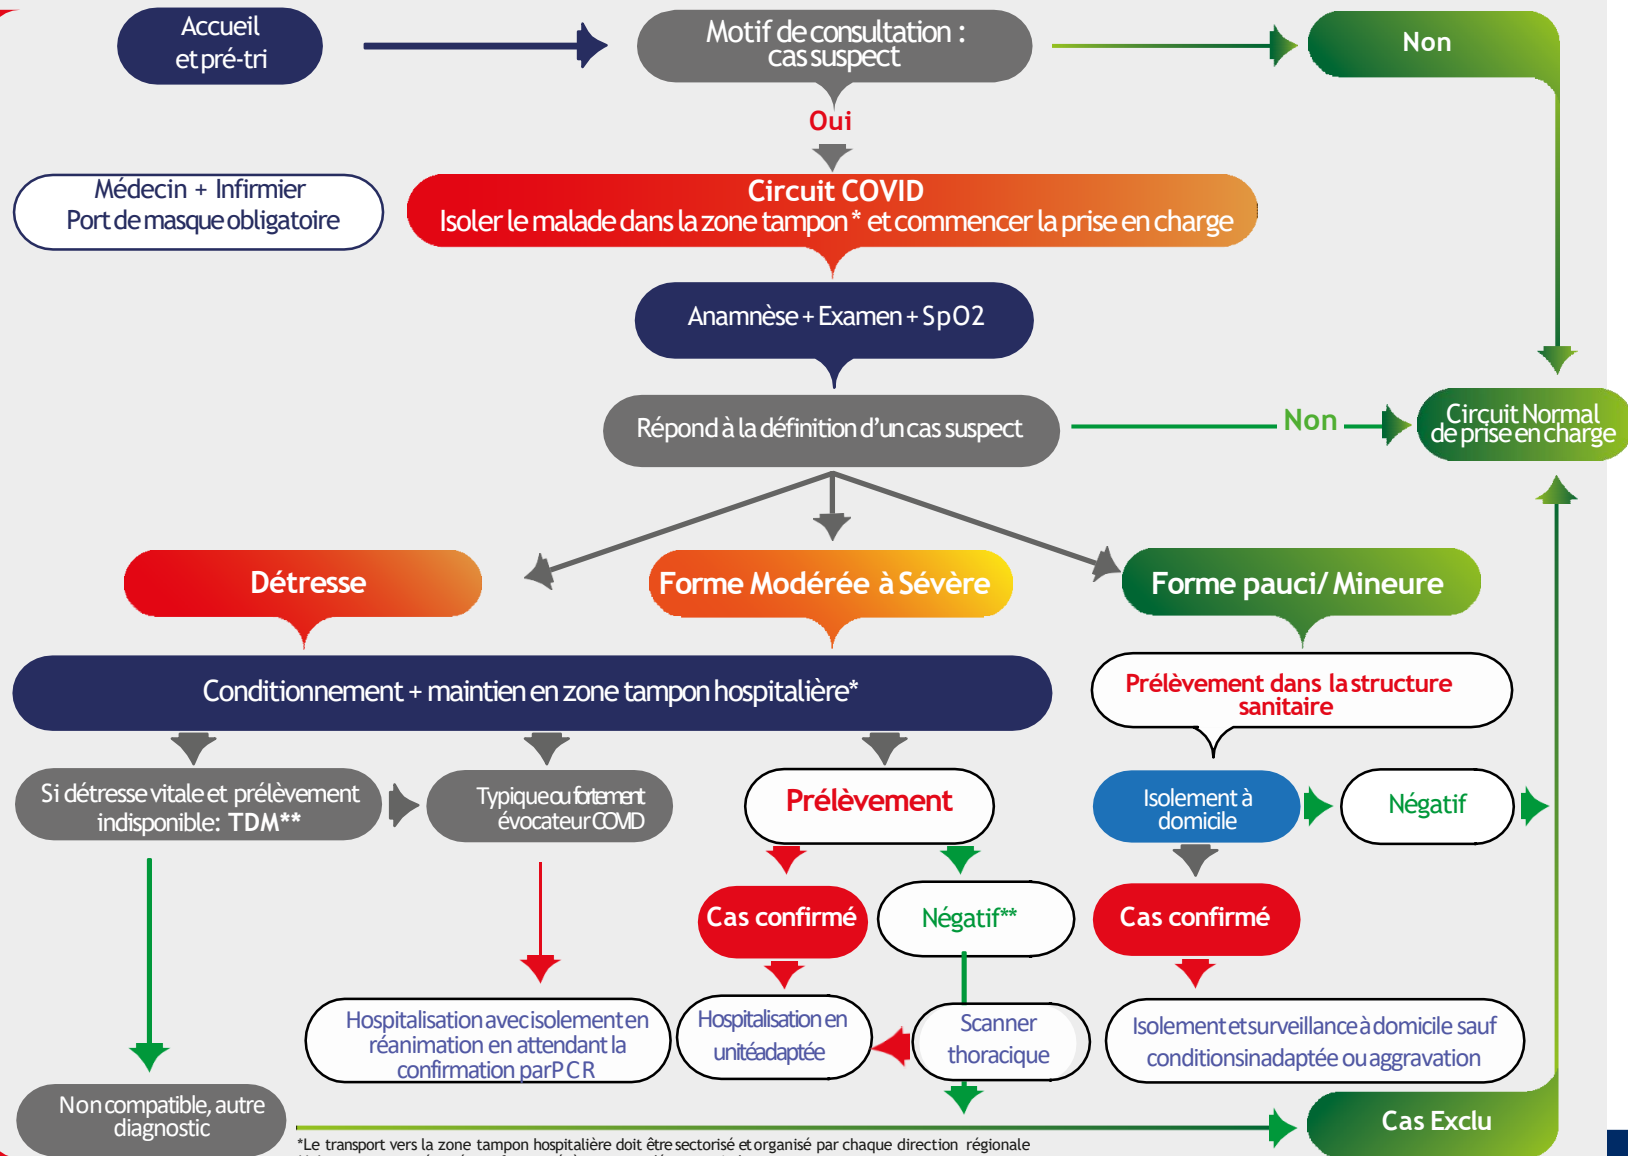 Accueil
et pré-tri
Motif de consultation :
cas suspect
Non
Oui
Médecin + Infirmier
Port de masque obligatoire
Circuit COVID
Isoler le malade dans la zone tampon* et commencer la prise en charge
Anamnèse + Examen + SpO2
Répond à la définition d'un cas suspect
Non
Circuit Normal
de prise en charge
Détresse
Forme Modérée à Sévère
Forme pauci/ Mineure
Conditionnement + maintien en zone tampon hospitalière*
Prélèvement dans la structure
sanitaire
Si détresse vitale et prélèvement
indisponible: TDM**
Typique ou fortement
évocateur COVID
Prélèvement
Isolement à
domicile
Négatif
Cas confirmé
Négatif**
Cas confirmé
Hospitalisation avec isolement en
réanimation en attendant la
confirmation par PCR
Hospitalisation en
unité adaptée
Scanner
thoracique
Isolement et surveillance à domicile sauf
conditions inadaptée ou aggravation
Non compatible, autre
diagnostic
Cas Exclu
*Le transport vers la zone tampon hospitalière doit être sectorisé et organisé par chaque direction régionale